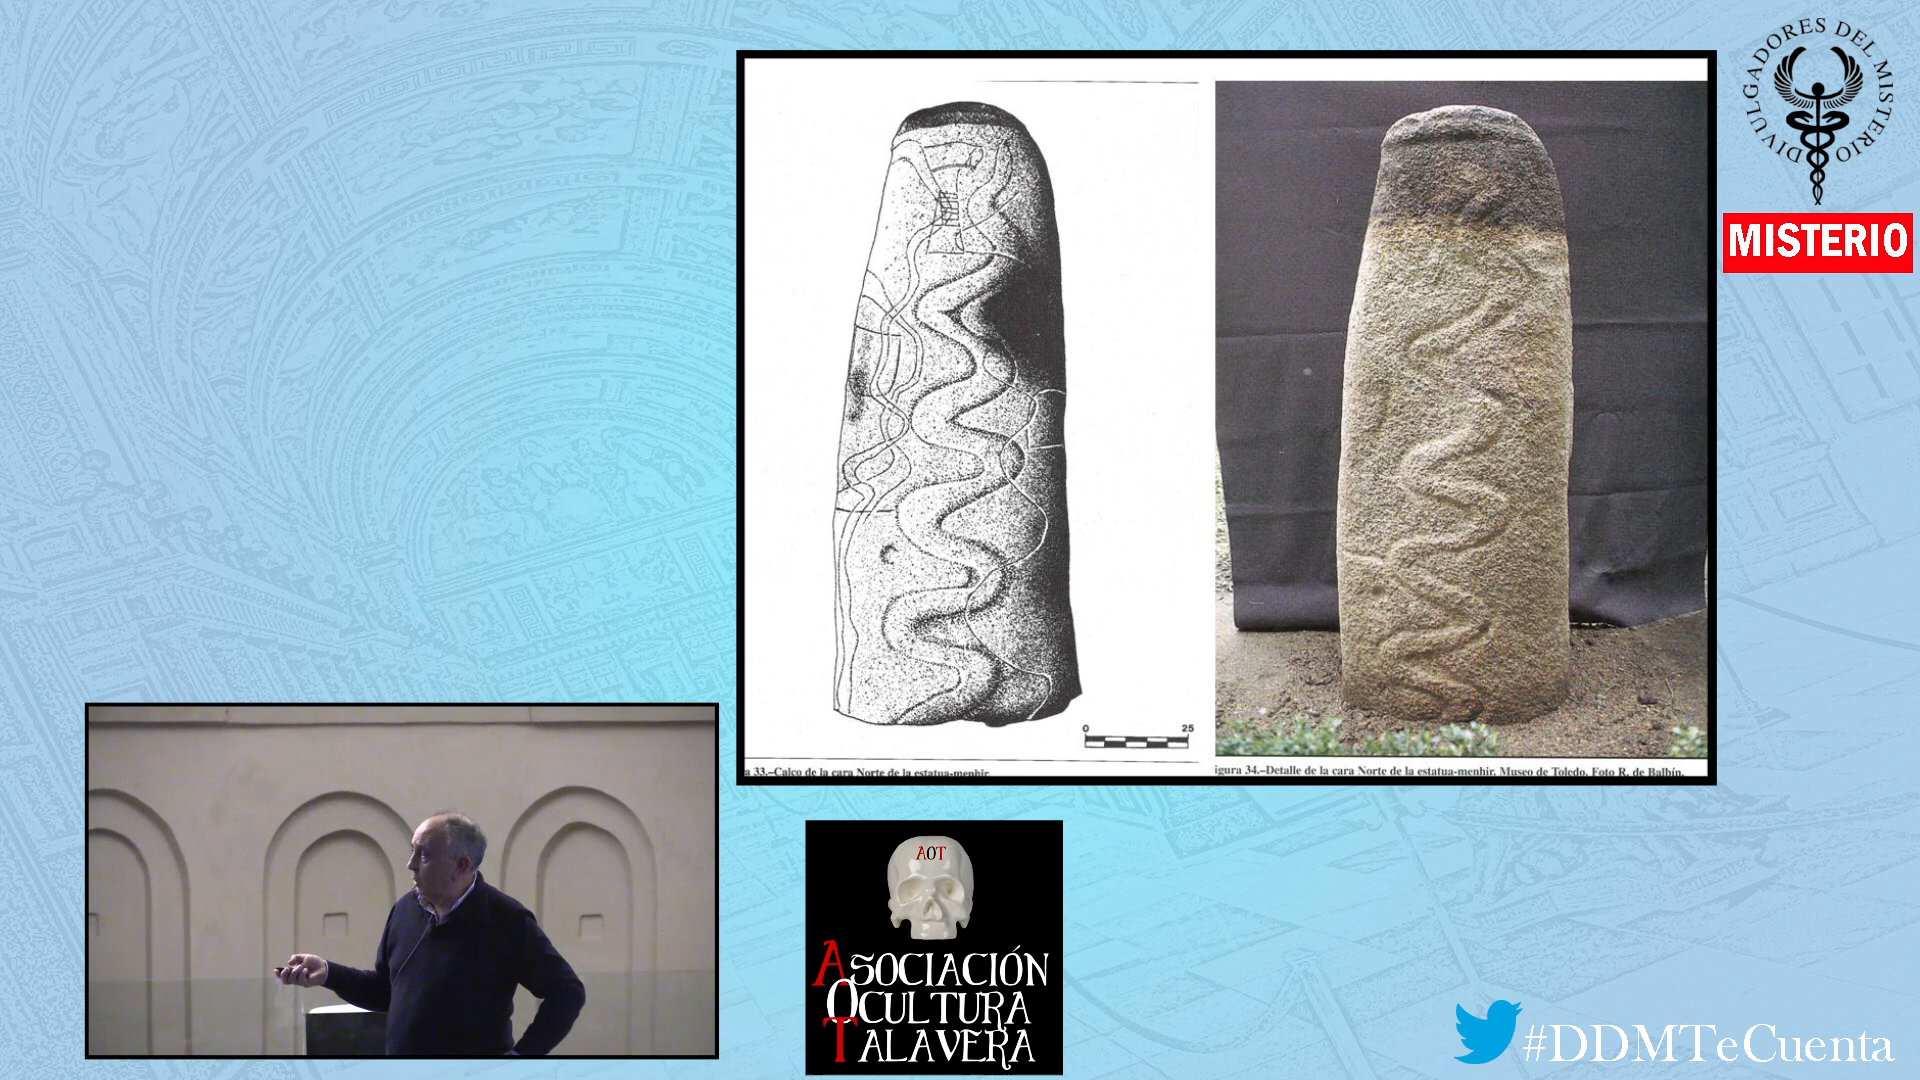 DIVULGADORES DEL MISTERIO
MISTERIO
0 25
a 33.–Calco de la cara Norte de la estatua-menhir.
igura 34.–Detalle de la cara Norte de la estatua-menhir. Museo de Toledo. Foto R. de Balbín.
AOT
ASOCIACIÓN
OCULTURA
TALAVERA
#DDMTeCuenta